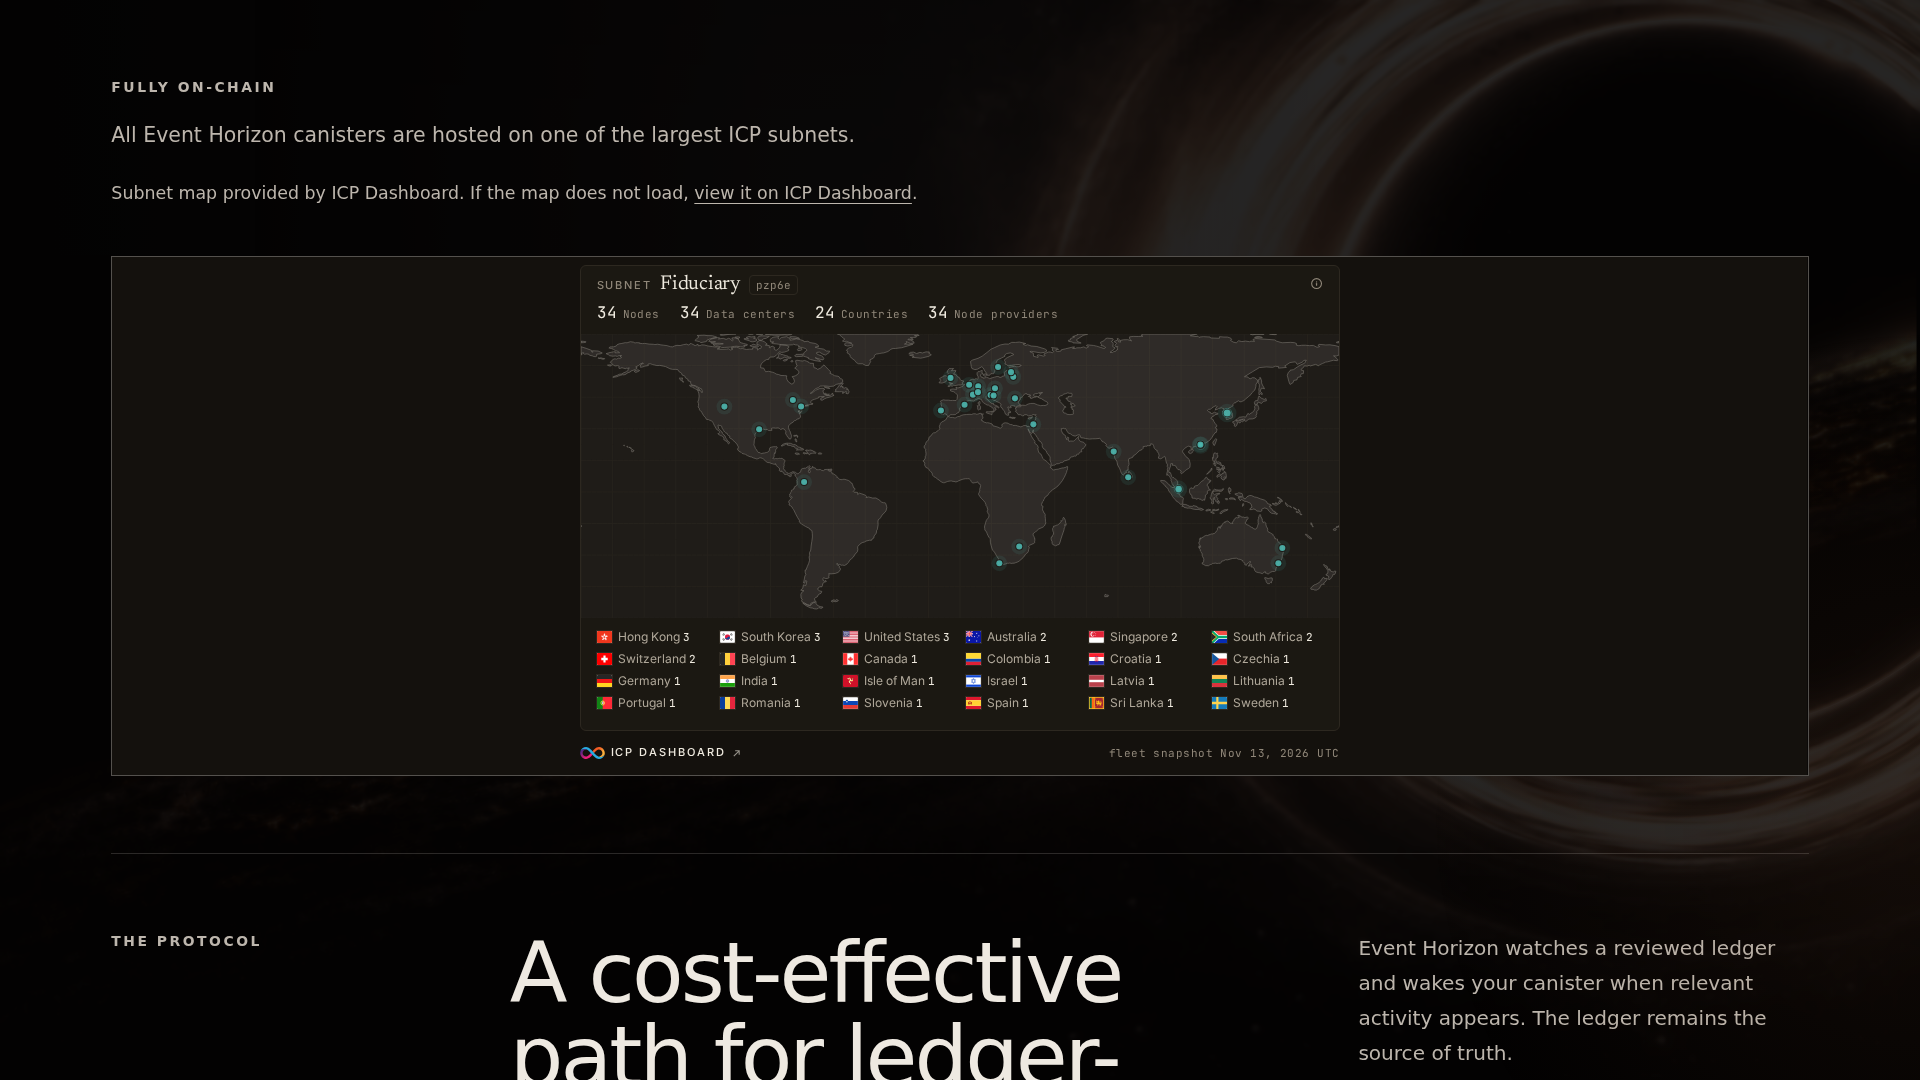 FULLY ON-CHAIN
All Event Horizon canisters are hosted on one of the largest ICP subnets.
Subnet map provided by ICP Dashboard. If the map does not load, view it on ICP Dashboard.
SUBNET Fiduciary pzp6e
34 Nodes 34 Data centers 24 Countries 34 Node providers
Hong Kong 3 South Korea 3 United States 3 Australia 2 Singapore 2 South Africa 2
Switzerland 2 Belgium 1 Canada 1 Colombia 1 Croatia 1 Czechia 1
Germany 1 India 1 Isle of Man 1 Israel 1 Latvia 1 Lithuania 1
Portugal 1 Romania 1 Slovenia 1 Spain 1 Sri Lanka 1 Sweden 1
ICP DASHBOARD ↗ fleet snapshot Nov 13, 2026 UTC
THE PROTOCOL
A cost-effective
path for ledger-
Event Horizon watches a reviewed ledger
and wakes your canister when relevant
activity appears. The ledger remains the
source of truth.